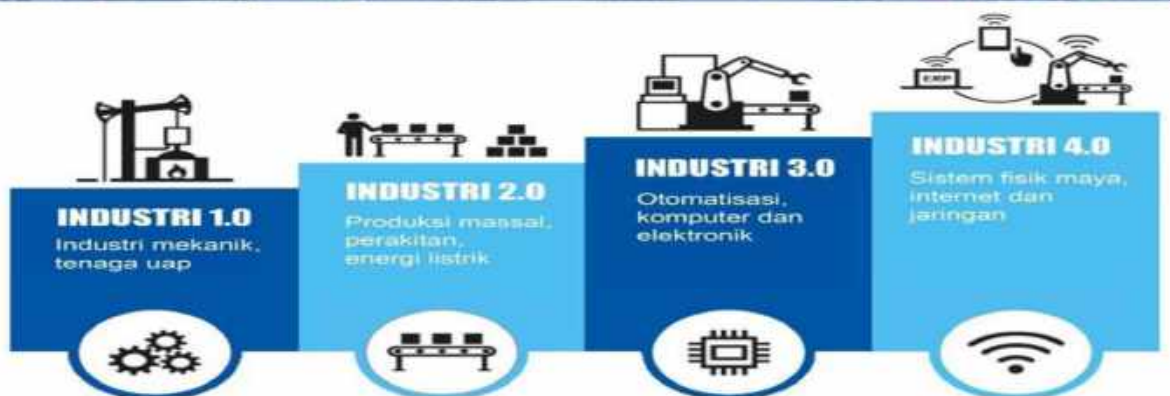 INDUSTRI 1.0
Industri mekanik,
tenaga uap
INDUSTRI 2.0
Produksi massal,
perakitan,
energi listrik
INDUSTRI 3.0
Otomatisasi,
komputer dan
elektronik
ERP
INDUSTRI 4.0
Sistem fisik maya,
internet dan
jaringan